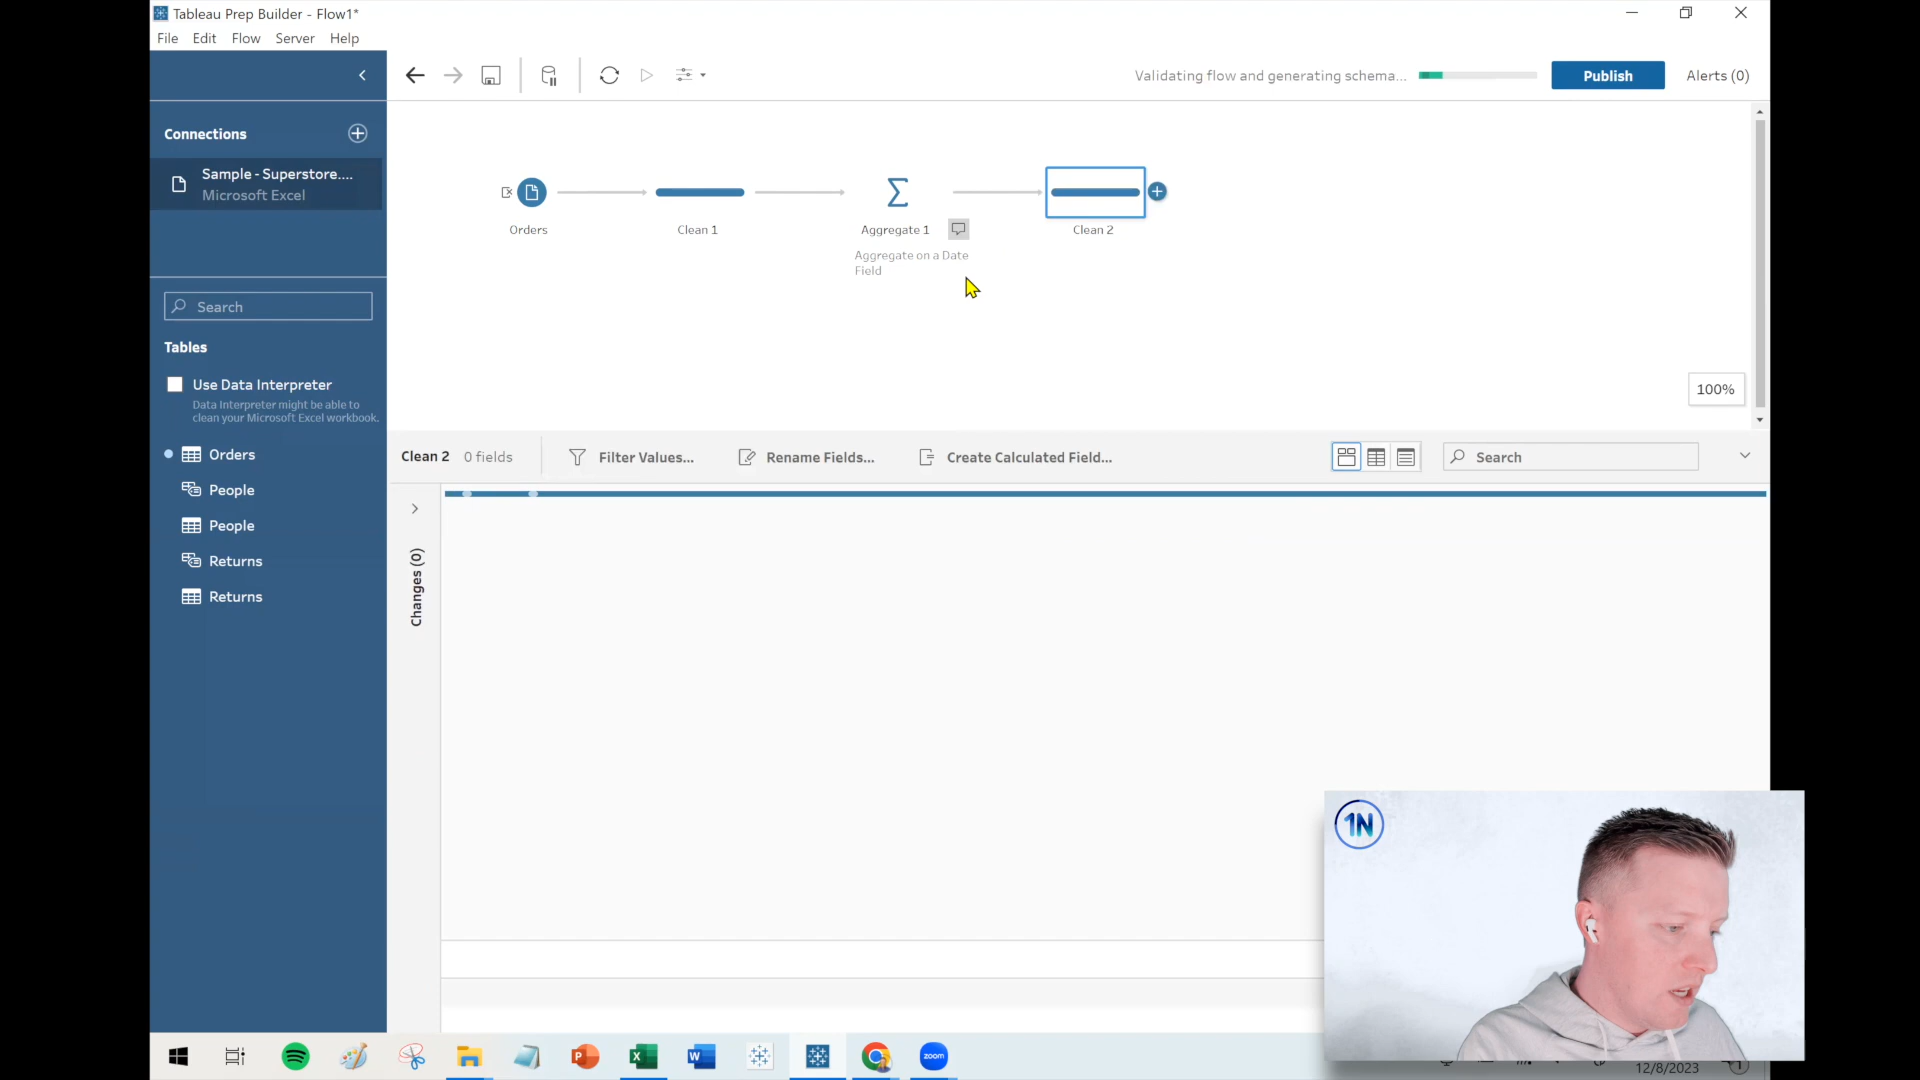 Tableau Prep Builder - Flow1*
File Edit Flow Server Help
Validating flow and generating schema...
Publish
Alerts (0)
Connections
Sample - Superstore....
Microsoft Excel
Orders
Clean 1
Aggregate 1
Aggregate on a Date
Field
Clean 2
100%
Search
Tables
Use Data Interpreter
Data Interpreter might be able to
clean your Microsoft Excel workbook.
Orders
People
People
Returns
Returns
Clean 2 0 fields
Filter Values...
Rename Fields...
Create Calculated Field...
Search
Changes (0)
1N
zoom
12/8/2023